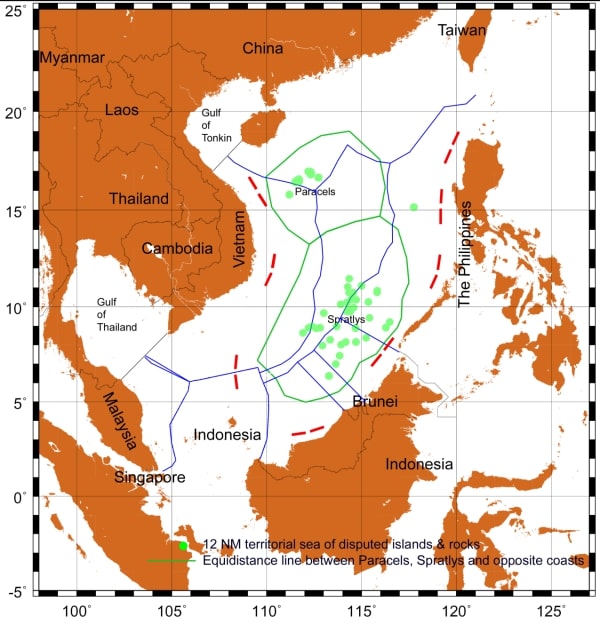 25°
20°
15°
10°
5°
0°
-5°
Taiwan
China
Myanmar
Laos
Gulf
of
Tonkin
Paracels
Thailand
Vietnam
The Philippines
Cambodia
Gulf
of
Thailand
Spratlys
Malaysia
Brunei
Indonesia
Indonesia
Singapore
12 NM territorial sea of disputed islands & rocks
Equidistance line between Paracels, Spratlys and opposite coasts
100° 105° 110° 115° 120° 125°